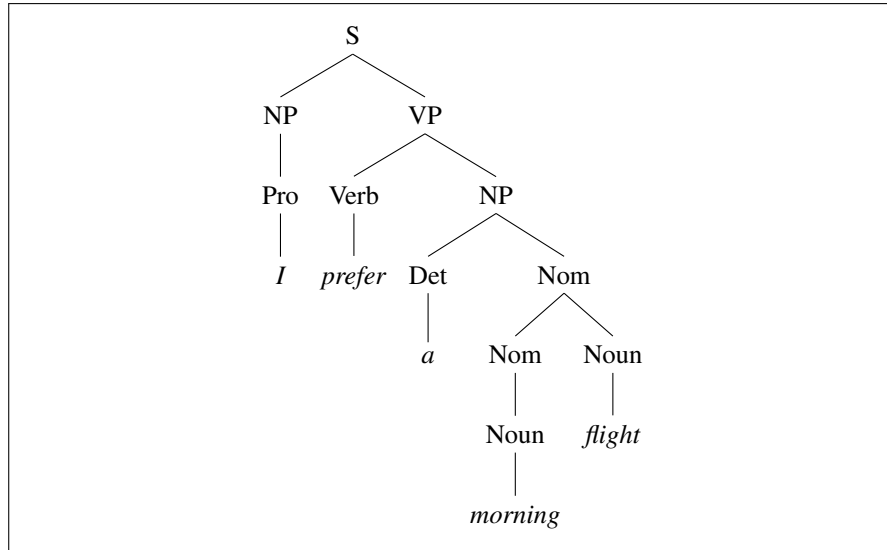 S
NP VP
Pro Verb NP
I prefer Det Nom
a Nom Noun
Noun flight
morning